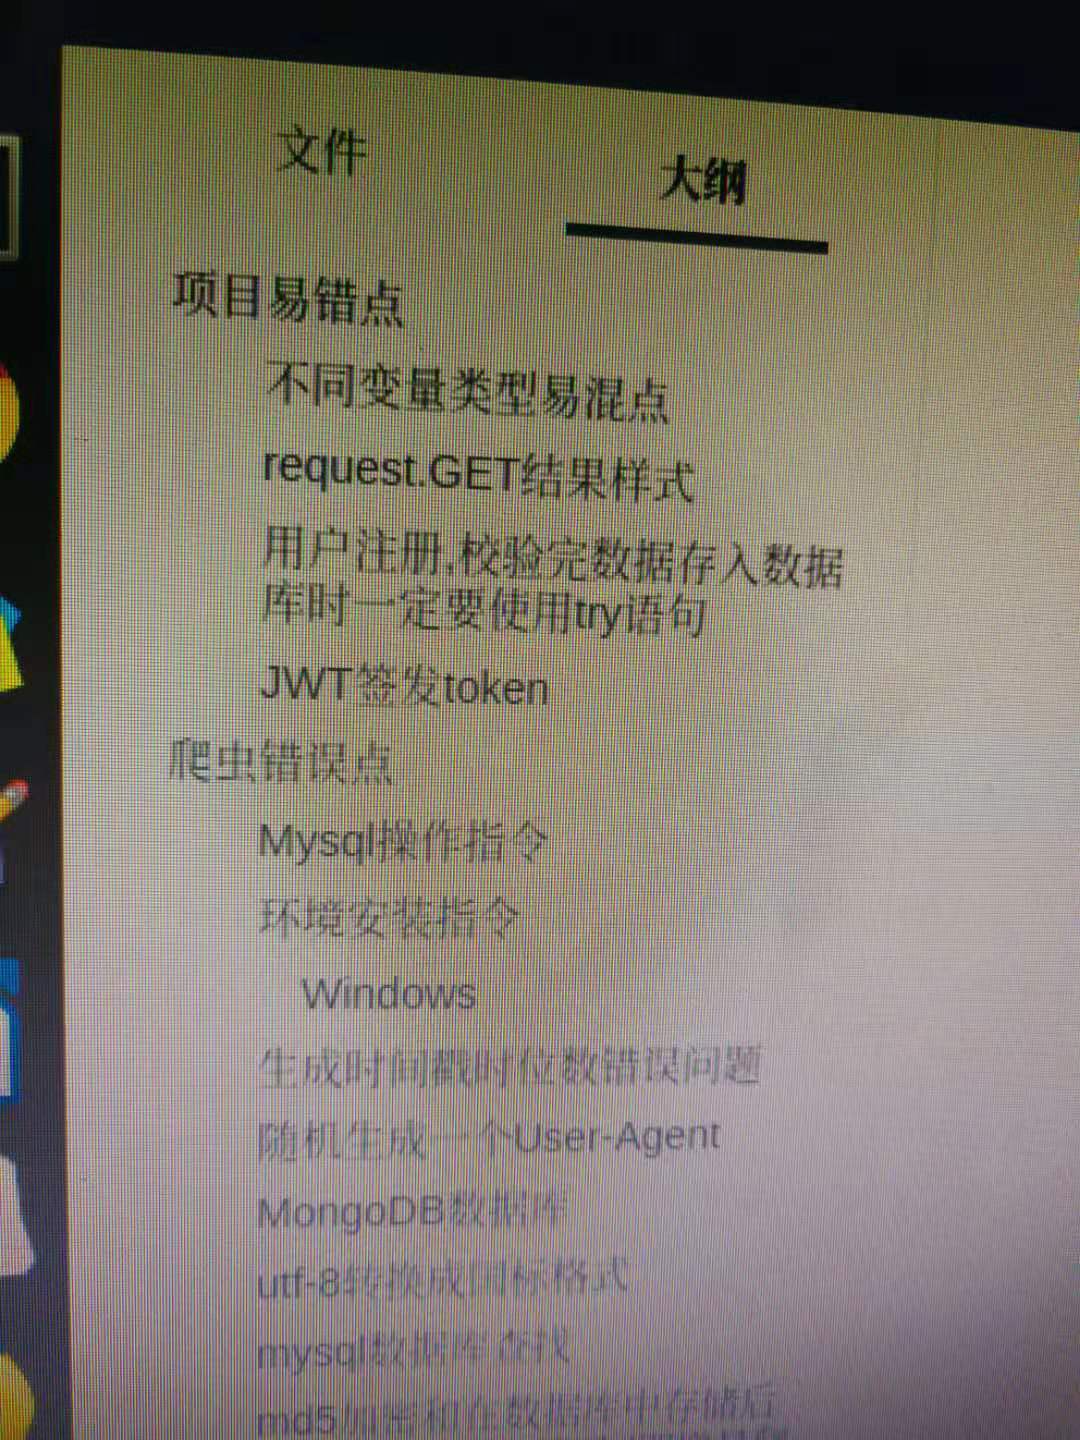 文件
大纲
项目易错点
不同变量类型易混点
request.GET结果样式
用户注册,校验完数据存入数据
库时一定要使用try语句
JWT签发token
爬虫错误点
Mysql操作指令
环境安装指令
Windows
生成时间戳时位数错误问题
随机生成一个User-Agent
MongoDB数据库
utf-8转换成国标格式
mysql数据库查找
md5加密和在数据库中存储后